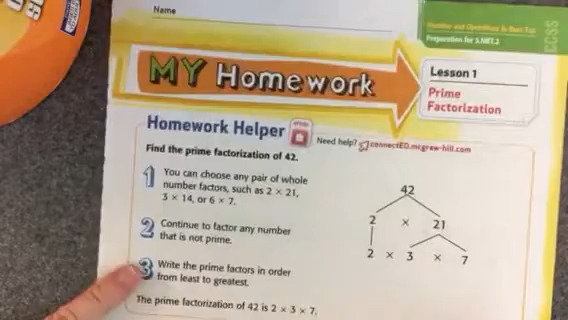 Name
Number and Operations in Base Ten
Preparation for 5.NBT.2
CCSS
MY Homework
Lesson 1
Prime
Factorization
Homework Helper
Need help? connectED.mcgraw-hill.com
Find the prime factorization of 42.
1 You can choose any pair of whole
number factors, such as 2 × 21,
3 × 14, or 6 × 7.
2 Continue to factor any number
that is not prime.
3 Write the prime factors in order
from least to greatest.
The prime factorization of 42 is 2 × 3 × 7.
42
2 × 21
2 × 3 × 7